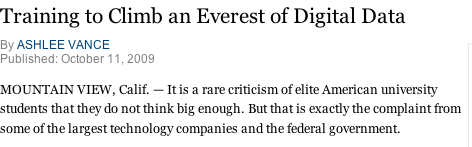 Training to Climb an Everest of Digital Data
By ASHLEE VANCE
Published: October 11, 2009
MOUNTAIN VIEW, Calif. — It is a rare criticism of elite American university
students that they do not think big enough. But that is exactly the complaint from
some of the largest technology companies and the federal government.